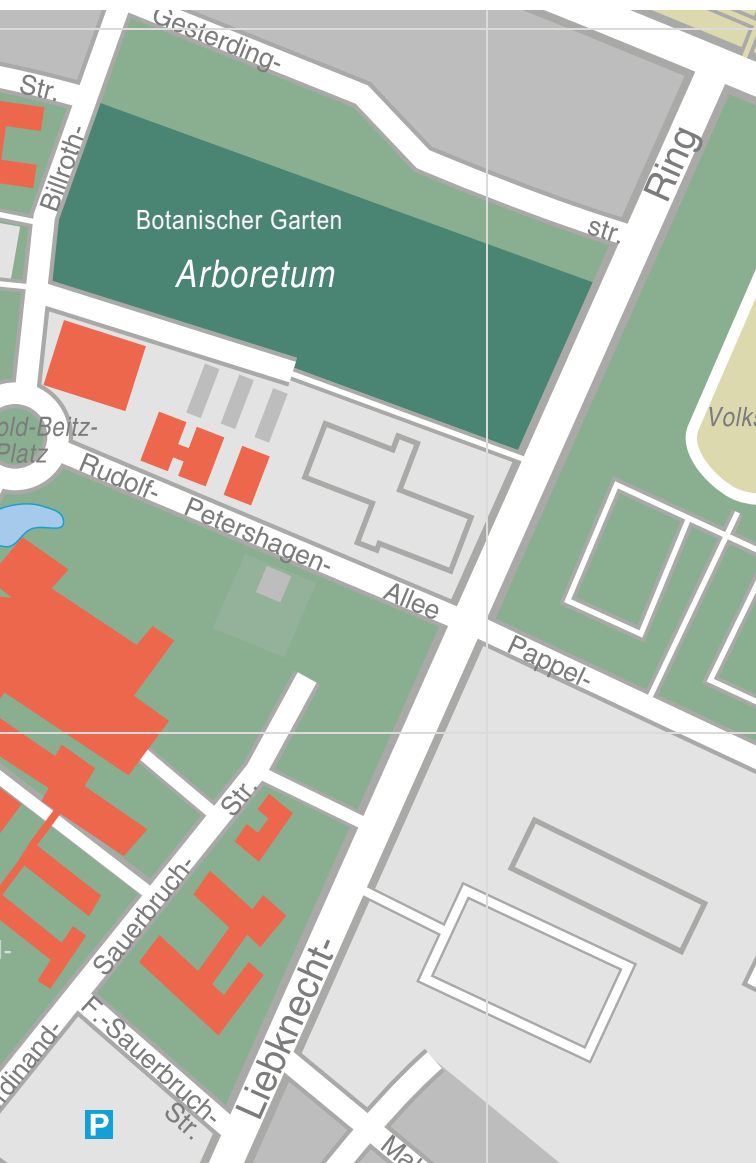 Gesterding-
Str.
Ring
Billroth-
Botanischer Garten
str.
Arboretum
Volks
old-Beitz-
Platz
Rudolf-
Petershagen-
Allee
Pappel-
Str.
Sauerbruch-
Liebknecht-
F.-Sauerbruch-
Str.
rdinand-
P